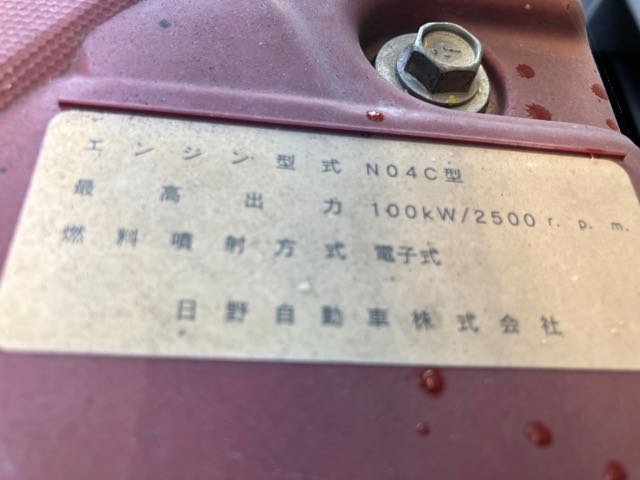 エンジン型式 N04C型
最高出力 100kW/2500r.p.m.
燃料噴射方式 電子式
日野自動車株式会社